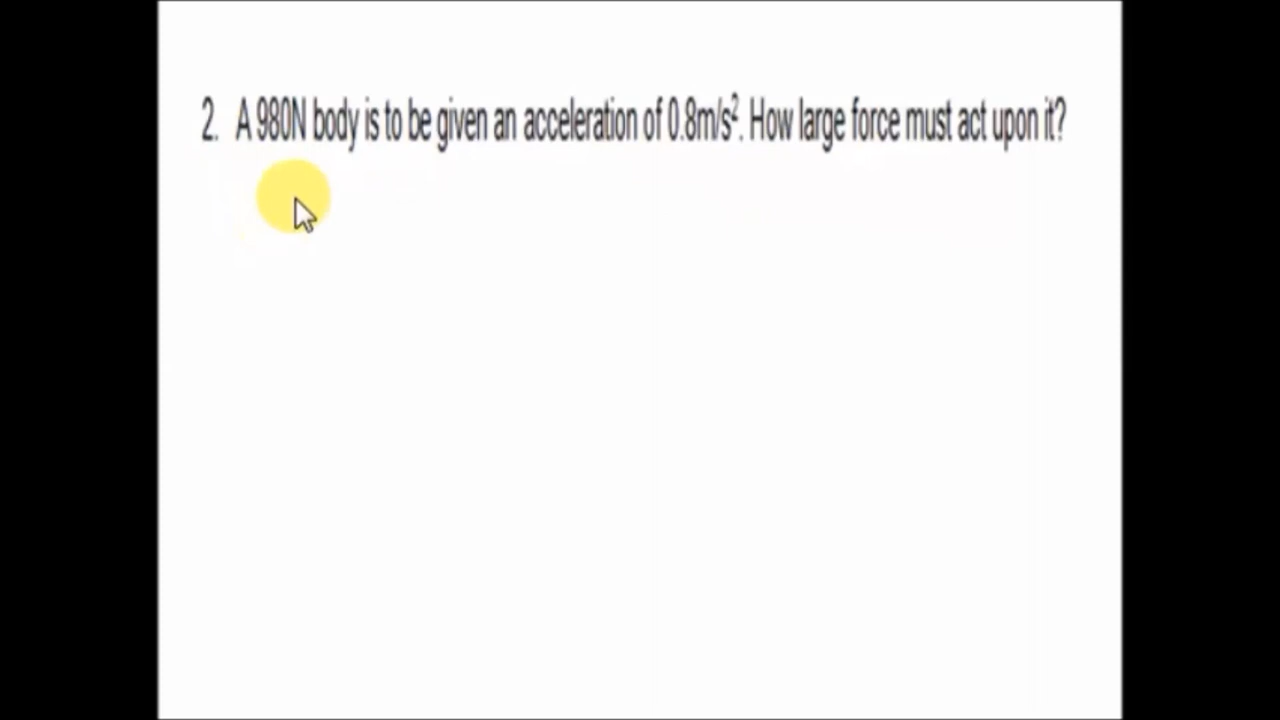 2. A 980N body is to be given an acceleration of 0.8m/s². How large force must act upon it?